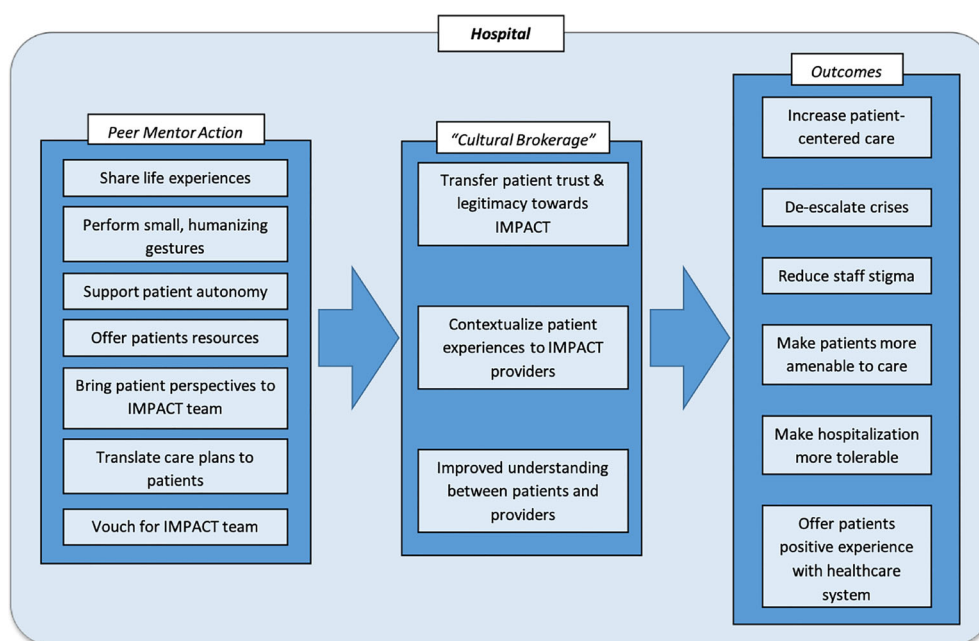 Hospital
Peer Mentor Action
Share life experiences
Perform small, humanizing
gestures
Support patient autonomy
Offer patients resources
Bring patient perspectives to
IMPACT team
Translate care plans to
patients
Vouch for IMPACT team
“Cultural Brokerage”
Transfer patient trust &
legitimacy towards
IMPACT
Contextualize patient
experiences to IMPACT
providers
Improved understanding
between patients and
providers
Outcomes
Increase patient-
centered care
De-escalate crises
Reduce staff stigma
Make patients more
amenable to care
Make hospitalization
more tolerable
Offer patients
positive experience
with healthcare
system